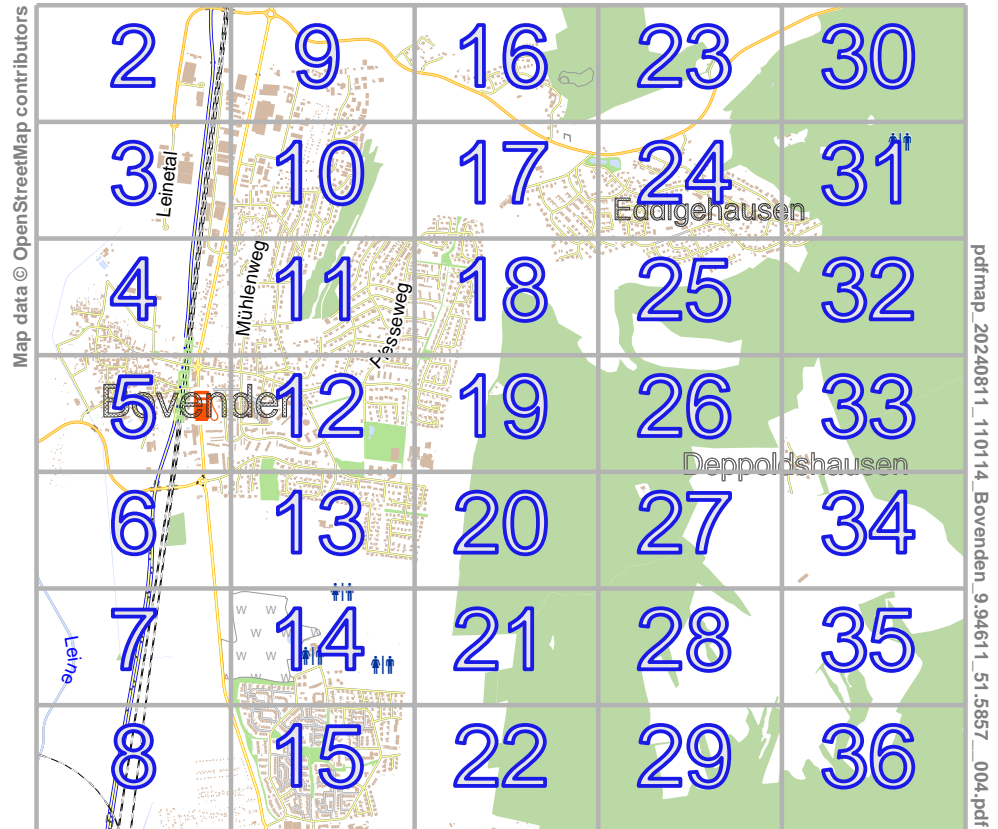 Map data © OpenStreetMap contributors
2
9
16
23
30
3
10
17
24
31
Leinetal
Eddigehausen
4
11
18
25
32
Mühlenweg
Plesseweg
5
12
19
26
33
Bovenden
Deppoldshausen
6
13
20
27
34
7
14
21
28
35
W W
W W W
W W
Leine
8
15
22
29
36
pdfmap_20240811_110114_Bovenden_9.94611_51.5857__004.pdf